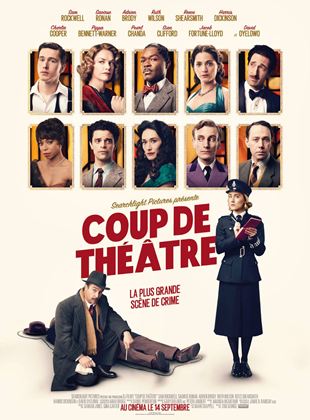 Sam ROCKWELL Saoirse RONAN Adrien BRODY Ruth WILSON Reece SHEARSMITH Harris DICKINSON
Charlie COOPER Pippa BENNETT-WARNER Pearl CHANDA Sian CLIFFORD Jacob FORTUNE-LLOYD et David OYELOWO
Searchlight Pictures présente
COUP DE
THÉÂTRE
LA PLUS GRANDE
SCÈNE DE CRIME
AU CINÉMA LE 14 SEPTEMBRE